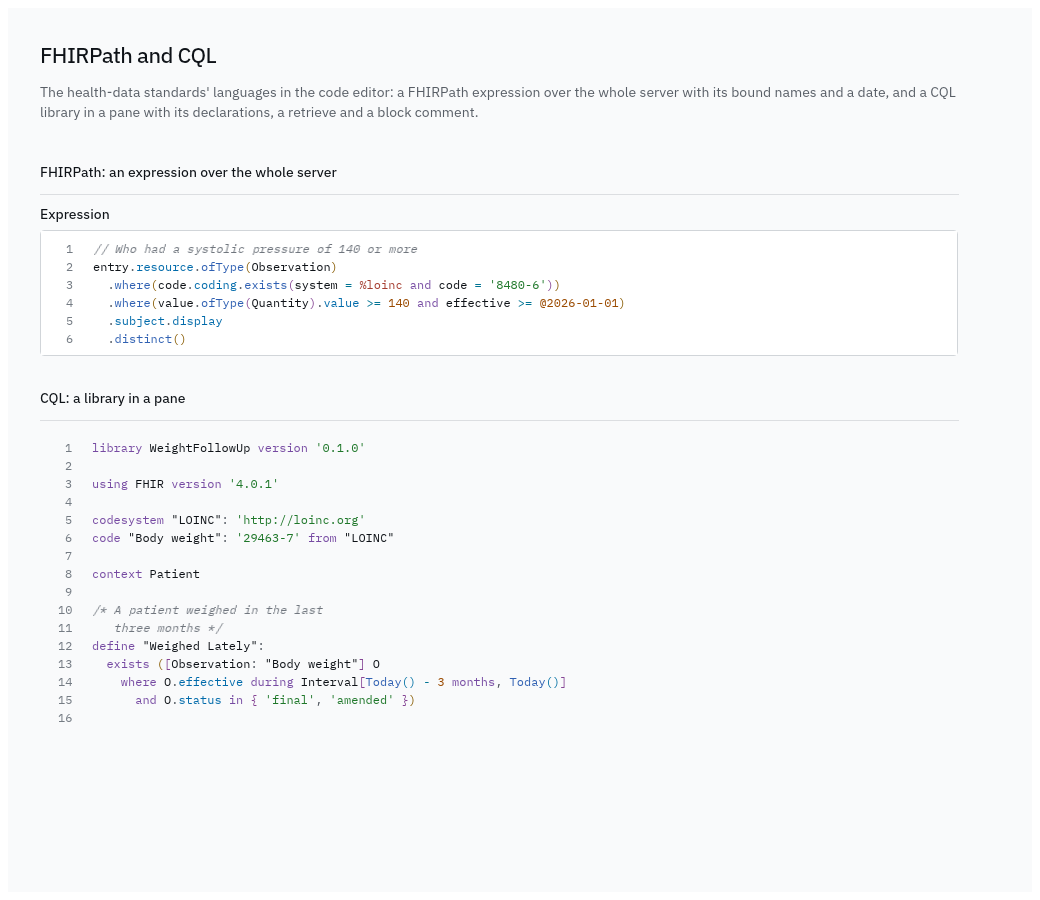 FHIRPath and CQL
The health-data standards' languages in the code editor: a FHIRPath expression over the whole server with its bound names and a date, and a CQL
library in a pane with its declarations, a retrieve and a block comment.
FHIRPath: an expression over the whole server
Expression
1 // Who had a systolic pressure of 140 or more
2 entry.resource.ofType(Observation)
3   .where(code.coding.exists(system = %loinc and code = '8480-6'))
4   .where(value.ofType(Quantity).value >= 140 and effective >= @2026-01-01)
5   .subject.display
6   .distinct()
CQL: a library in a pane
1 library WeightFollowUp version '0.1.0'
2
3 using FHIR version '4.0.1'
4
5 codesystem "LOINC": 'http://loinc.org'
6 code "Body weight": '29463-7' from "LOINC"
7
8 context Patient
9
10 /* A patient weighed in the last
11    three months */
12 define "Weighed Lately":
13   exists ([Observation: "Body weight"] O
14     where O.effective during Interval[Today() - 3 months, Today()]
15       and O.status in { 'final', 'amended' })
16